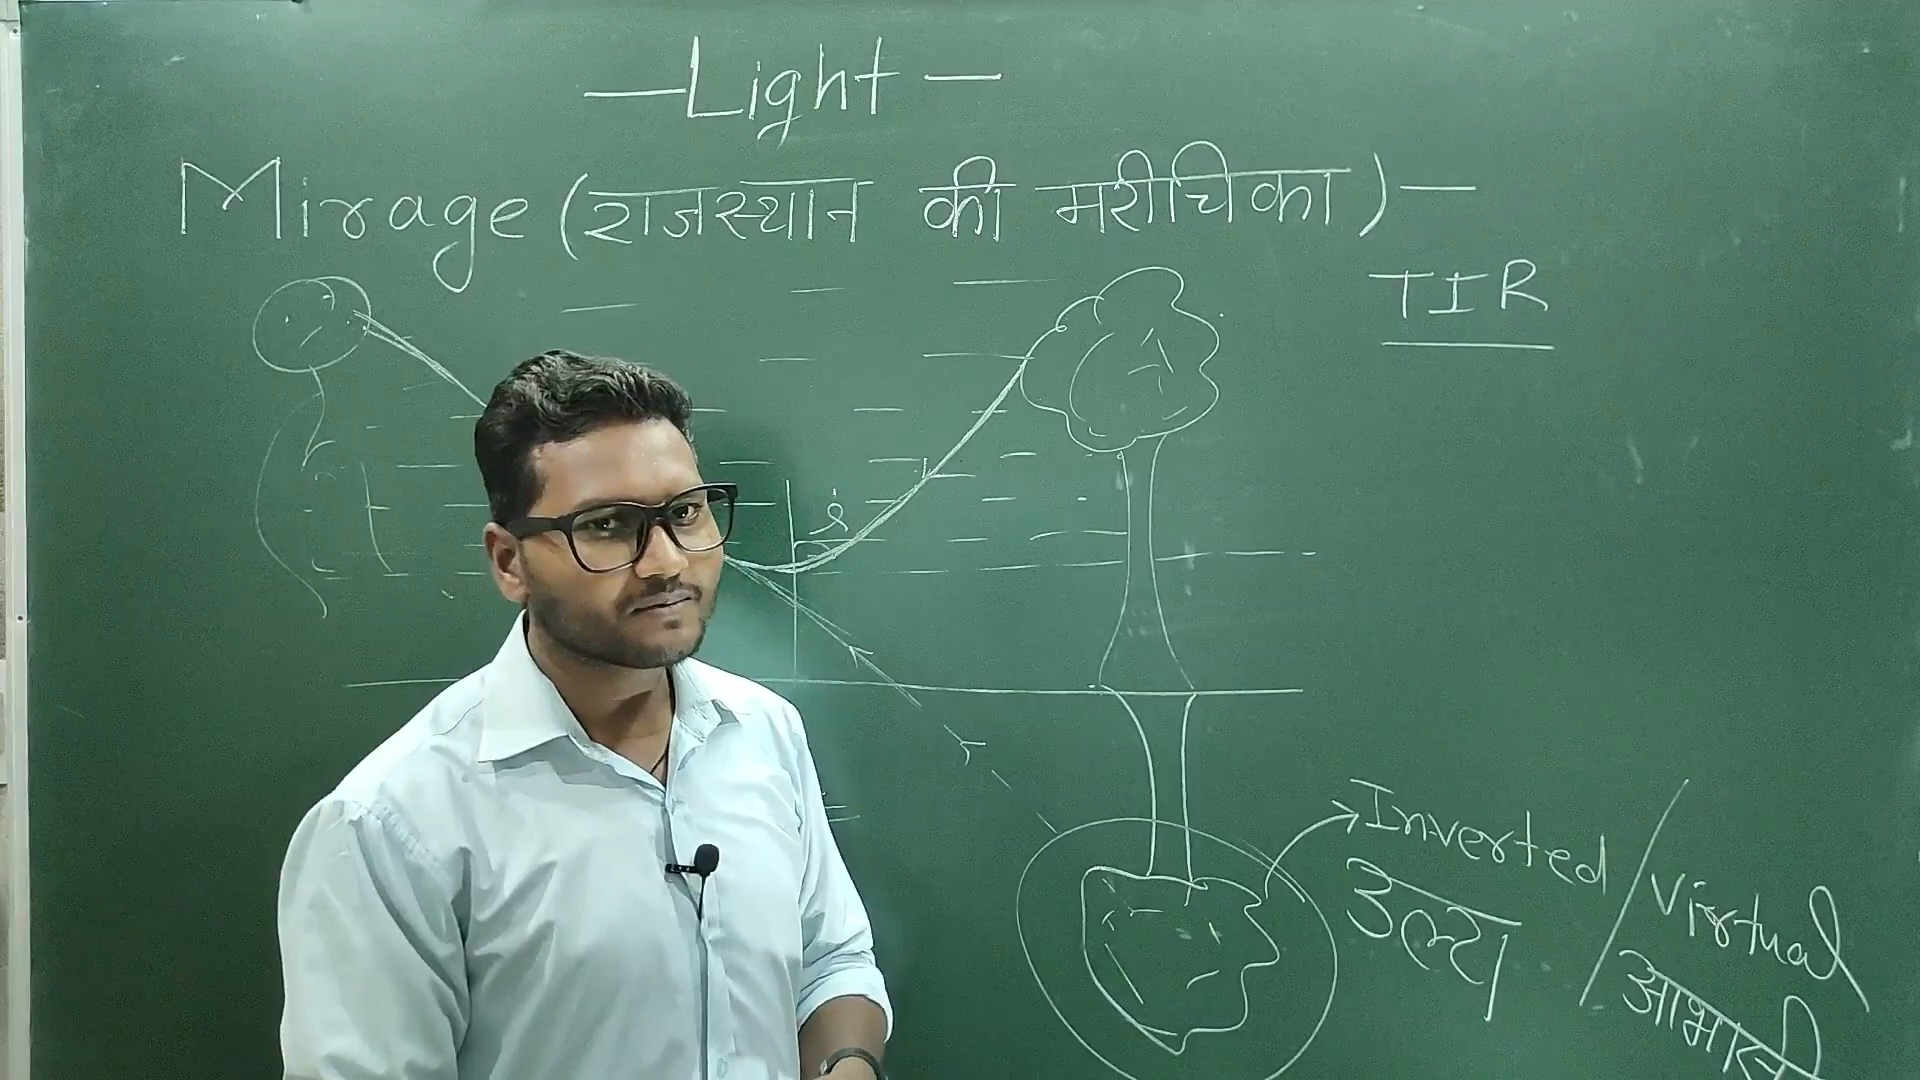 —Light—
Mirage (राजस्थान की मरीचिका)—
TIR
i
Inverted / Virtual
उल्टा / आभासी